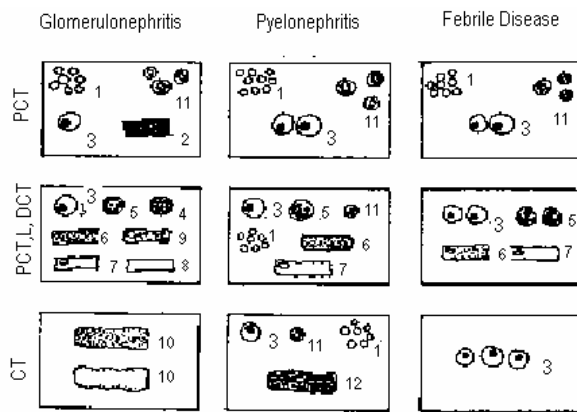 Glomerulonephritis Pyelonephritis Febrile Disease
PCT
1 11 1 11 1
3 2 3 3 11
PCT,L, DCT
3 5 4 3 5 11 3 5
6 9 1 6 6 7
7 8 7
CT
10 3 11 1 3
10 12